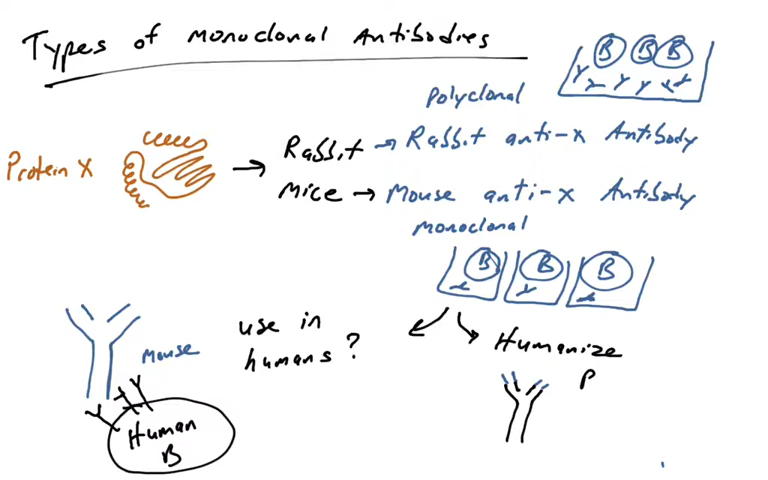 Types of Monoclonal Antibodies
B B B
Polyclonal
Protein X
Rabbit → Rabbit anti-x Antibody
Mice → Mouse anti-x Antibody
monoclonal
B B B
use in
humans?
Humanize
P
Mouse
Human
B